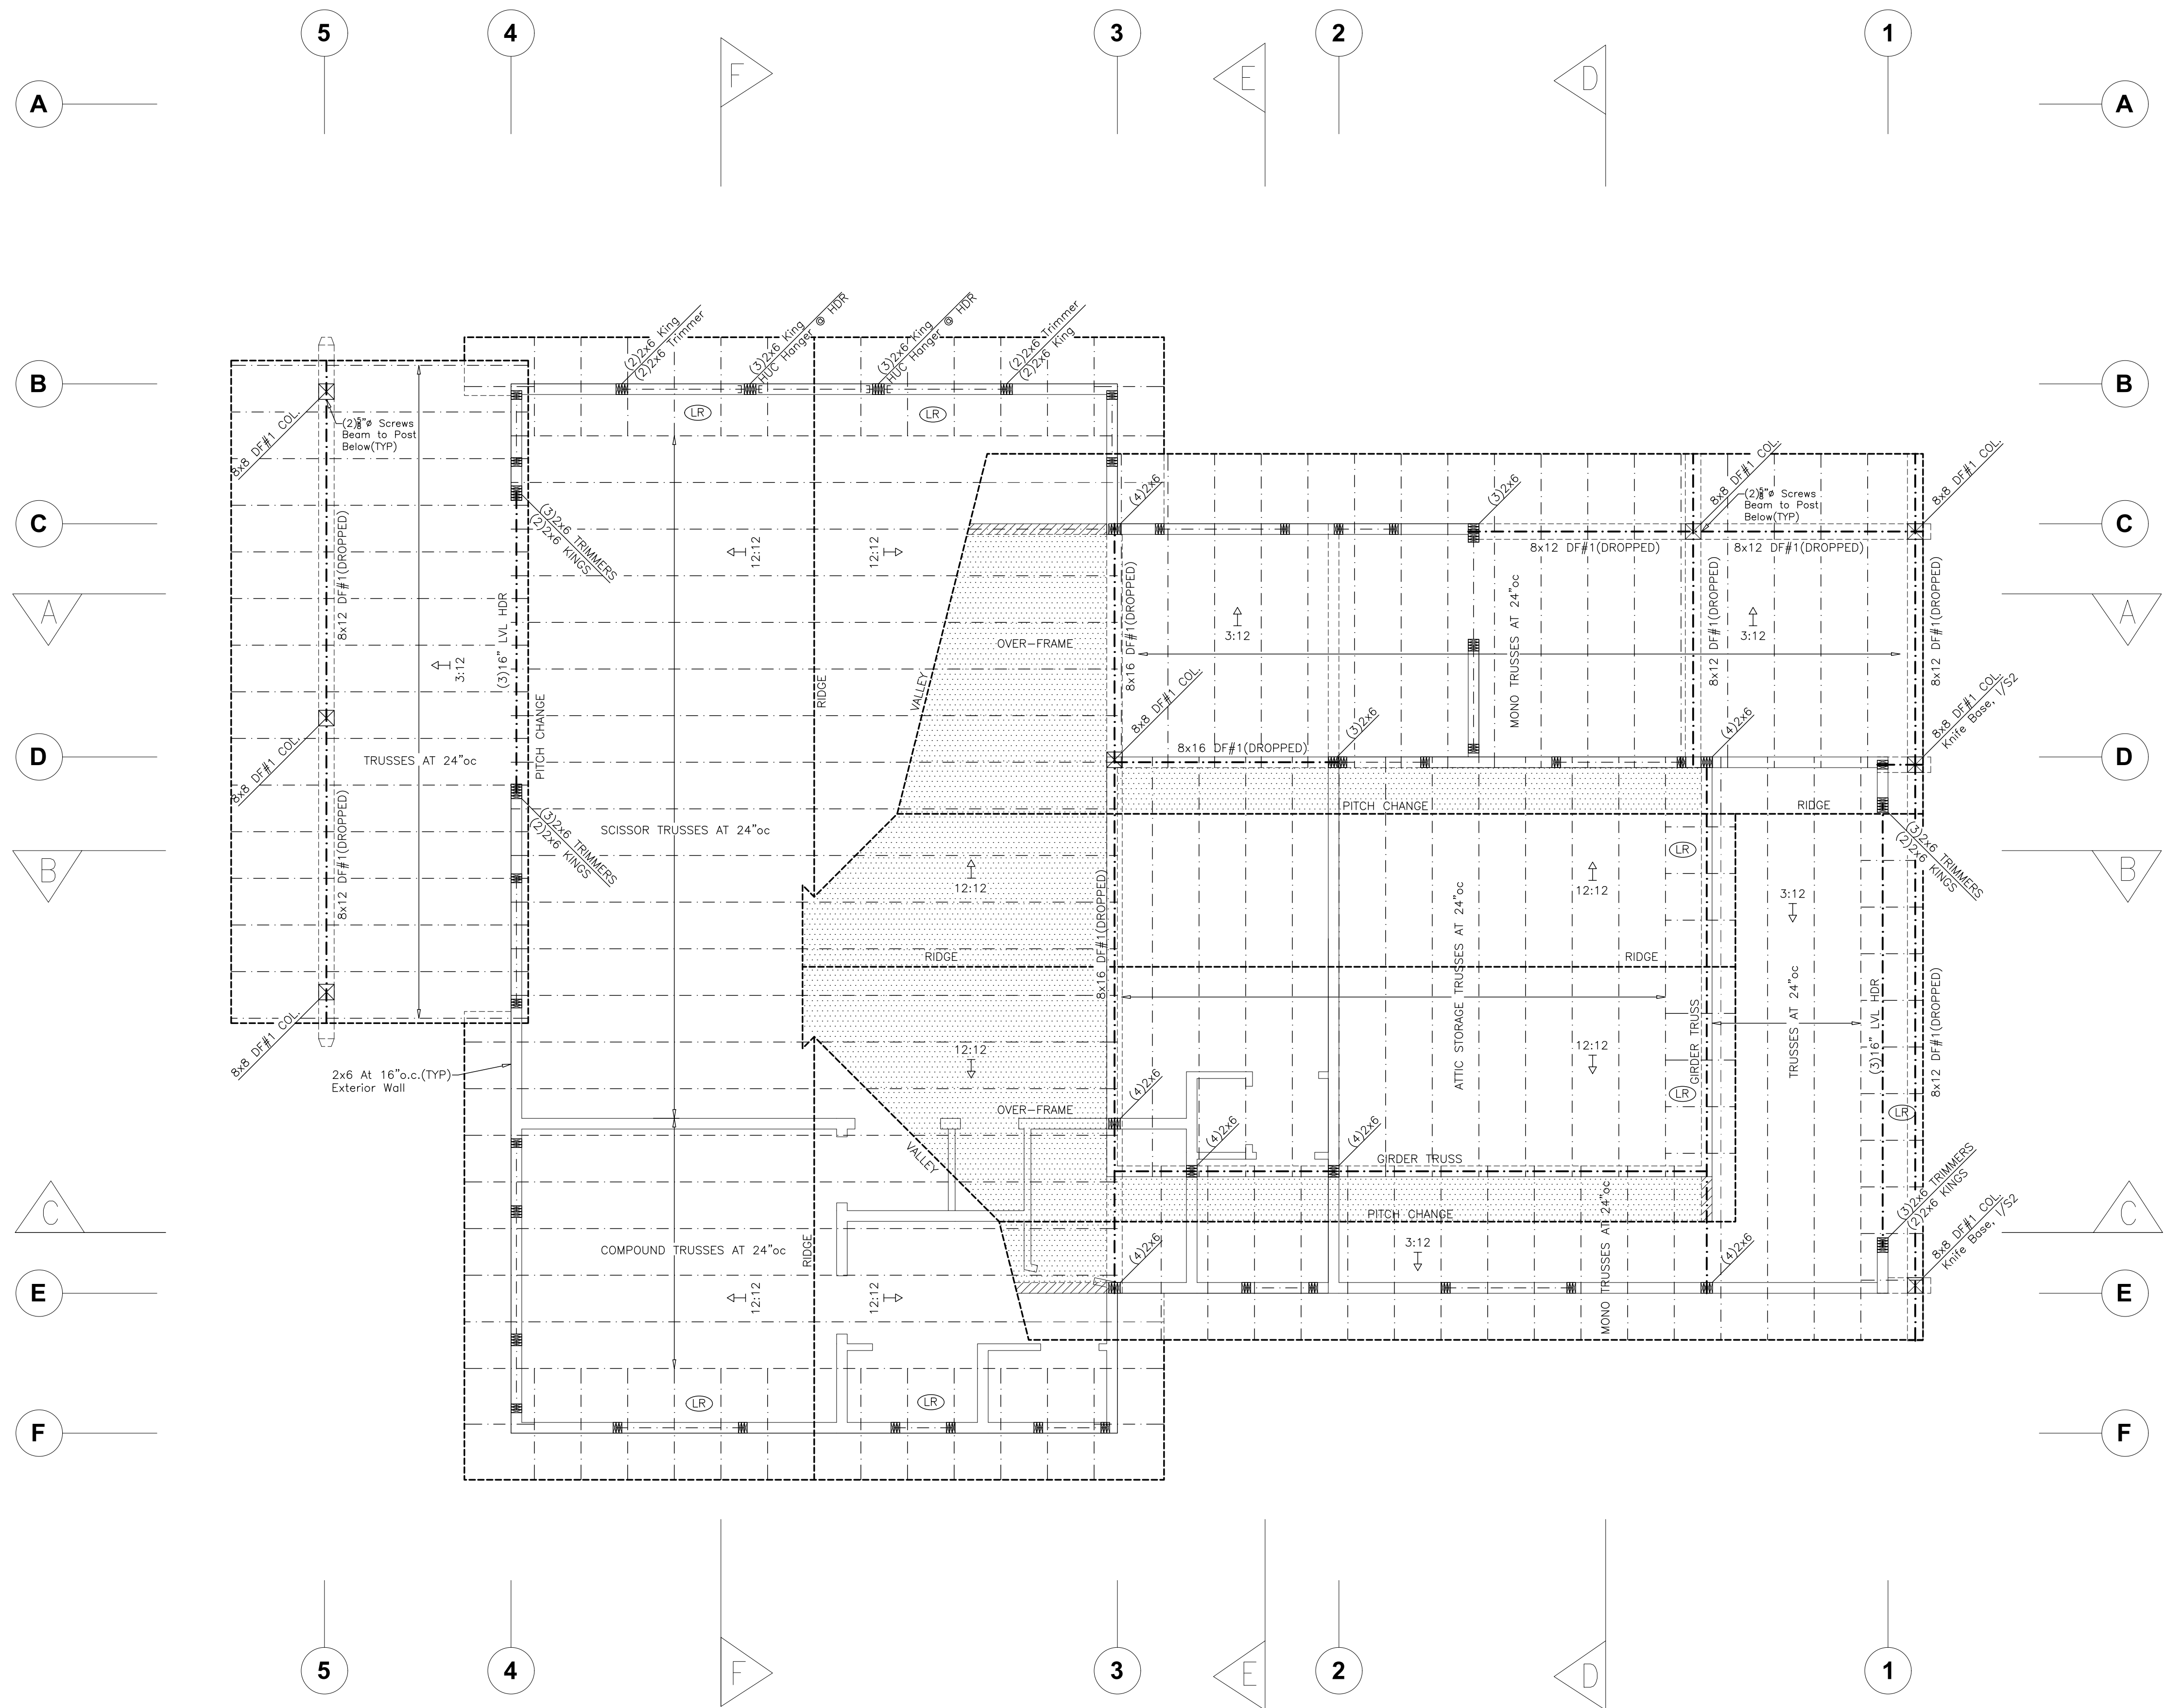 5 4 3 2 1
F E D
A A
(2)2x6 King
(2)2x6 Trimmer
(3)2x6 King
HUC Hanger @ HDR
(3)2x6 King
HUC Hanger @ HDR
(2)2x6 Trimmer
(2)2x6 King
B B
8x8 DF#1 COL.
(2)5/8"ø Screws
Beam to Post
Below(TYP)
LR LR
8x8 DF#1 COL.
(2)5/8"ø Screws
Beam to Post
Below(TYP)
8x8 DF#1 COL.
(4)2x6
(3)2x6
C C
(3)2x6 TRIMMERS
(2)2x6 KINGS
8x12 DF#1(DROPPED)
12:12
12:12
8x12 DF#1(DROPPED)
8x12 DF#1(DROPPED)
A A
8x16 DF#1(DROPPED)
MONO TRUSSES AT 24"oc
8x12 DF#1(DROPPED)
8x12 DF#1(DROPPED)
3:12
3:12
3:12
(3)16" LVL HDR
OVER-FRAME
RIDGE
VALLEY
PITCH CHANGE
8x8 DF#1 COL.
8x8 DF#1 COL.
Knife Base, 1/S2
(3)2x6
(4)2x6
8x16 DF#1(DROPPED)
D D
TRUSSES AT 24"oc
8x8 DF#1 COL.
PITCH CHANGE
RIDGE
SCISSOR TRUSSES AT 24"oc
(3)2x6 TRIMMERS
(2)2x6 KINGS
(3)2x6 TRIMMERS
(2)2x6 KINGS
LR
B B
8x12 DF#1(DROPPED)
12:12
12:12
3:12
8x16 DF#1(DROPPED)
RIDGE
RIDGE
ATTIC STORAGE TRUSSES AT 24"oc
GIRDER TRUSS
TRUSSES AT 24"oc
(3)16" LVL HDR
8x12 DF#1(DROPPED)
8x8 DF#1 COL.
2x6 At 16"o.c.(TYP)
Exterior Wall
12:12
12:12
LR
LR
OVER-FRAME
(4)2x6
(4)2x6
(4)2x6
VALLEY
GIRDER TRUSS
C C
(3)2x6 TRIMMERS
(2)2x6 KINGS
8x8 DF#1 COL.
Knife Base, 1/S2
PITCH CHANGE
MONO TRUSSES AT 24"oc
3:12
COMPOUND TRUSSES AT 24"oc
RIDGE
(4)2x6
(4)2x6
E E
12:12
12:12
LR LR
F F
5 4 3 2 1
F E D